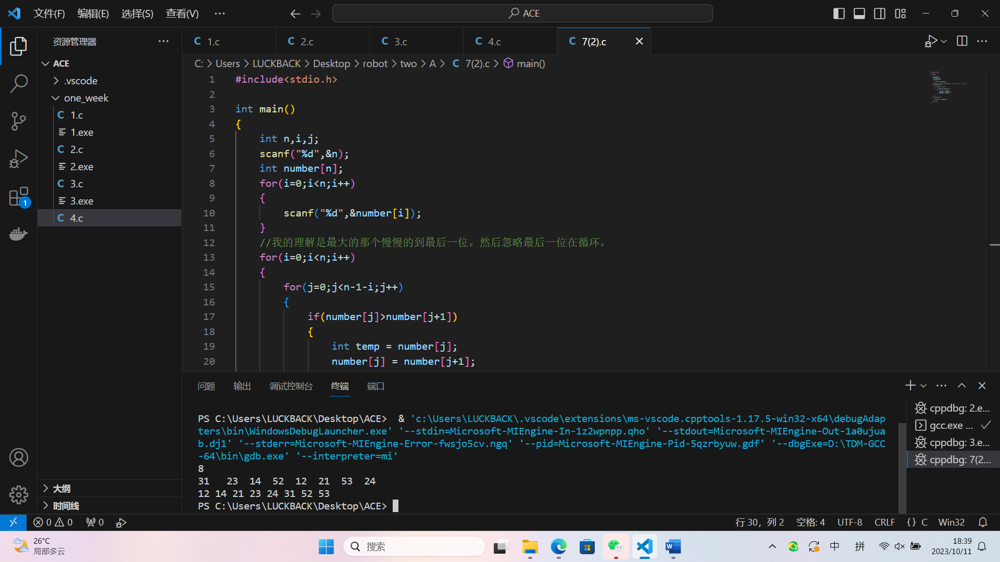 文件(F) 编辑(E) 选择(S) 查看(V) ··· ACE
资源管理器 ··· 1.c 2.c 3.c 4.c 7(2).c
ACE
.vscode
one_week
1.c
1.exe
2.c
2.exe
3.c
3.exe
4.c
1
大纲
时间线
C: > Users > LUCKBACK > Desktop > robot > two > A > C 7(2).c > main()
1 #include<stdio.h>
2
3 int main()
4 {
5 int n,i,j;
6 scanf("%d",&n);
7 int number[n];
8 for(i=0;i<n;i++)
9 {
10 scanf("%d",&number[i]);
11 }
12 //我的理解是最大的那个慢慢的到最后一位。然后忽略最后一位在循环。
13 for(i=0;i<n;i++)
14 {
15 for(j=0;j<n-1-i;j++)
16 {
17 if(number[j]>number[j+1])
18 {
19 int temp = number[j];
20 number[j] = number[j+1];
问题 输出 调试控制台 终端 端口
PS C:\Users\LUCKBACK\Desktop\ACE> & 'c:\Users\LUCKBACK\.vscode\extensions\ms-vscode.cpptools-1.17.5-win32-x64\debugAdap
ters\bin\WindowsDebugLauncher.exe' '--stdin=Microsoft-MIEngine-In-1z2wpnpp.qho' '--stdout=Microsoft-MIEngine-Out-1a0ujua
b.dj1' '--stderr=Microsoft-MIEngine-Error-fwsjo5cv.ngq' '--pid=Microsoft-MIEngine-Pid-5qzrbyuw.gdf' '--dbgExe=D:\TDM-GCC
-64\bin\gdb.exe' '--interpreter=mi'
8
31 23 14 52 12 21 53 24
12 14 21 23 24 31 52 53
PS C:\Users\LUCKBACK\Desktop\ACE>
cppdbg: 2.e...
gcc.exe ...
cppdbg: 3.e...
cppdbg: 7(2...
0 0 0 行 30，列 2 空格: 4 UTF-8 CRLF {} C Win32
26°C
局部多云
搜索
中 拼
18:39
2023/10/11